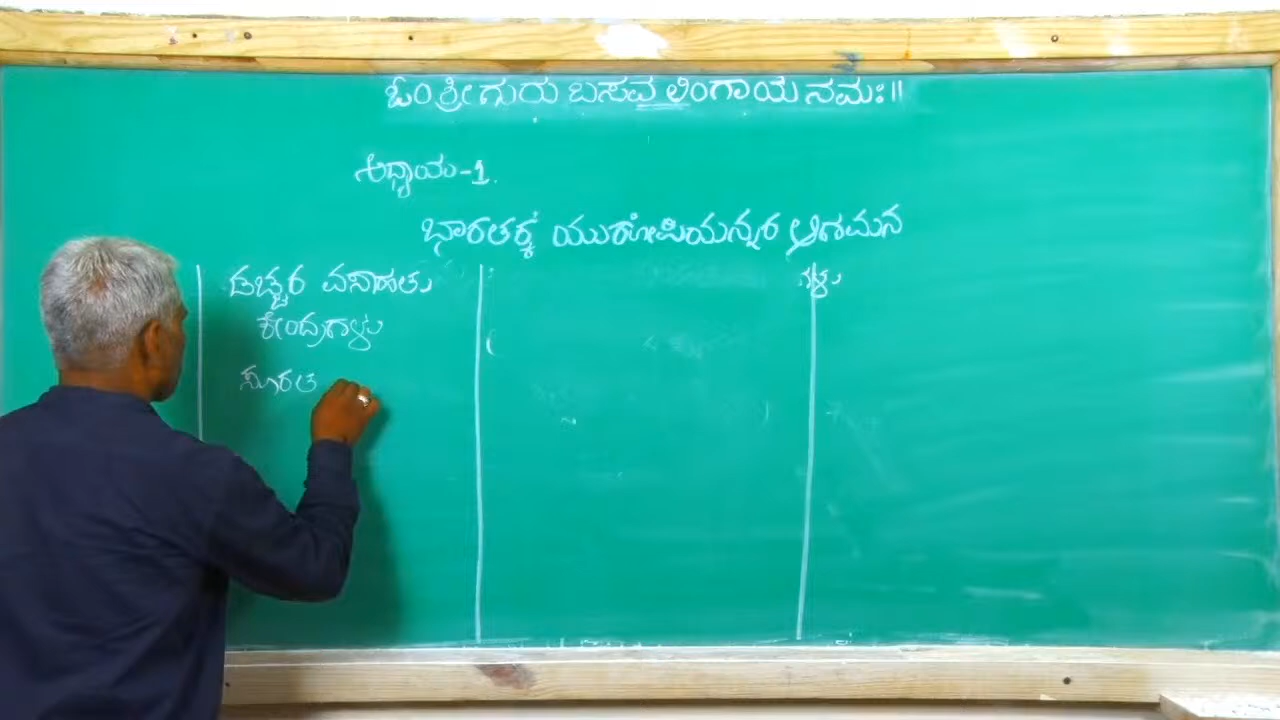 ಓಂ ಶ್ರೀ ಗುರು ಬಸವ ಲಿಂಗಾಯ ನಮಃ||
ಅಧ್ಯಾಯ-1.
ಭಾರತಕ್ಕೆ ಯುರೋಪಿಯನ್ನರ ಆಗಮನ
ಡಚ್ಚರ ವಸಾಹತು
ಕೇಂದ್ರಗಳು
ಸೂರತ